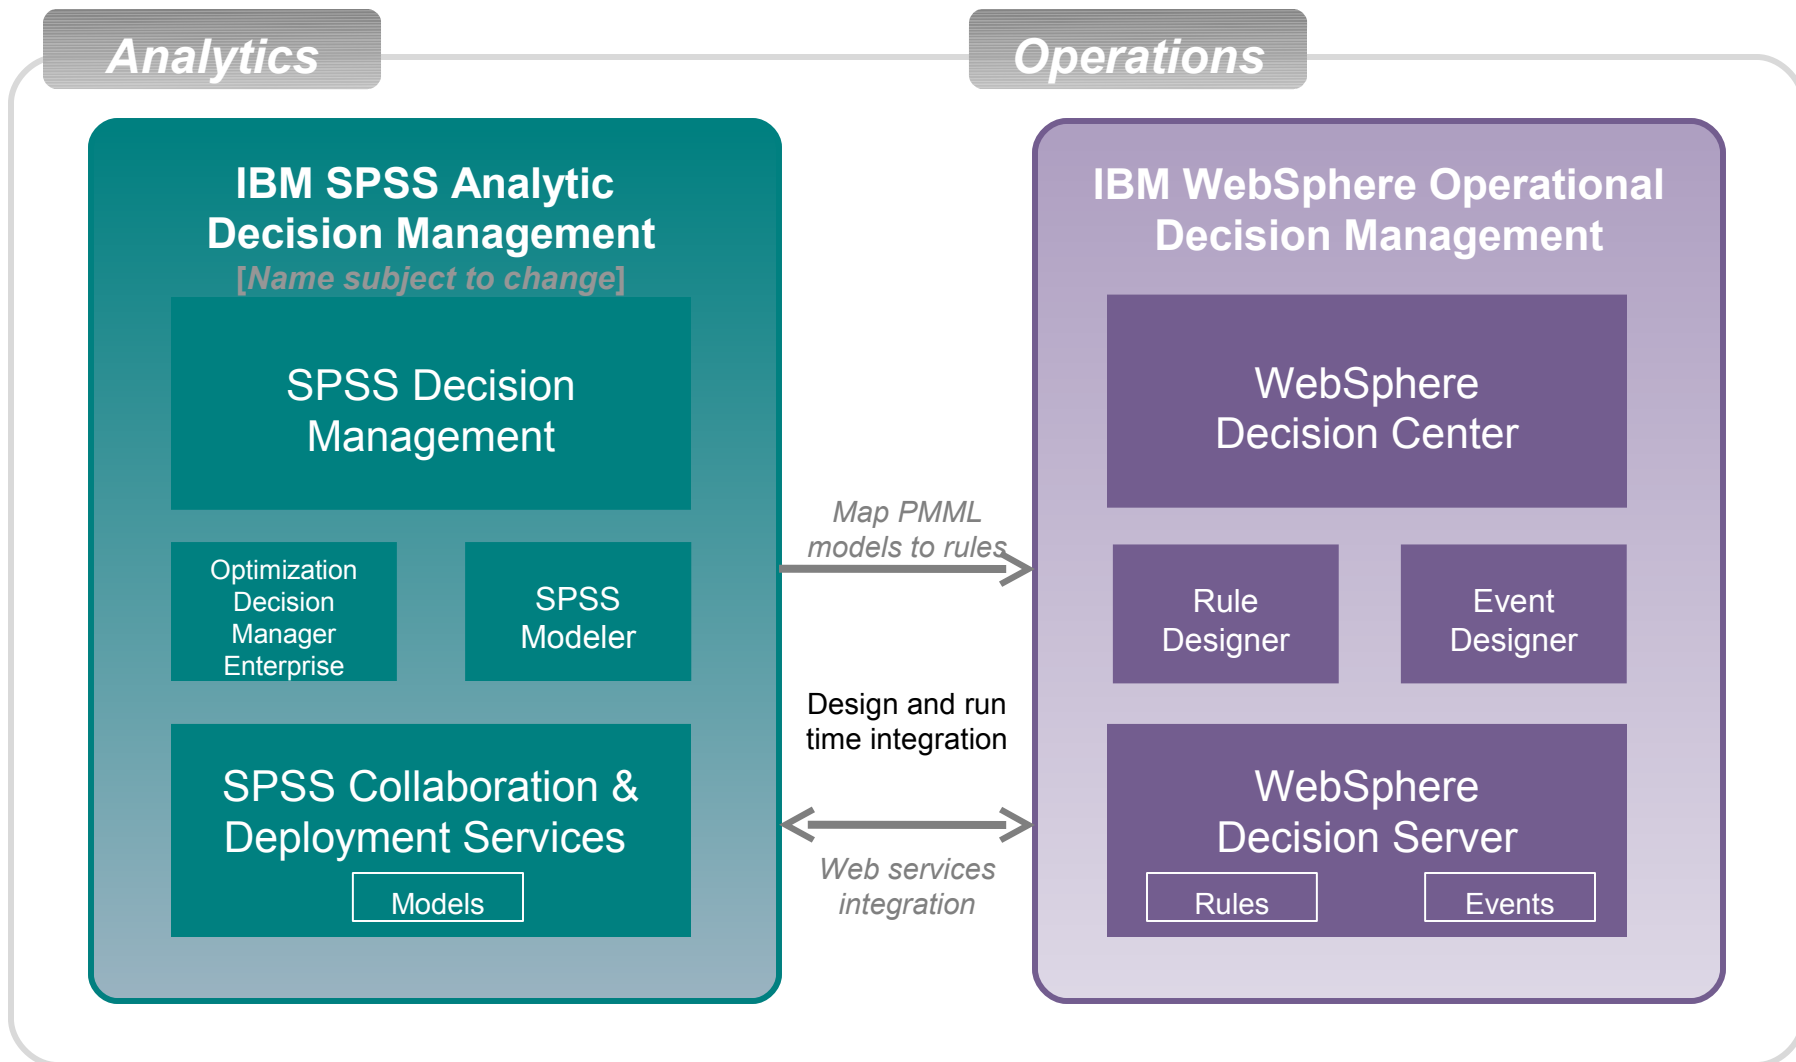 Analytics
Operations
IBM SPSS Analytic
Decision Management
[Name subject to change]
SPSS Decision
Management
Optimization
Decision
Manager
Enterprise
SPSS
Modeler
SPSS Collaboration &
Deployment Services
Models
Map PMML
models to rules
Design and run
time integration
Web services
integration
IBM WebSphere Operational
Decision Management
WebSphere
Decision Center
Rule
Designer
Event
Designer
WebSphere
Decision Server
Rules
Events